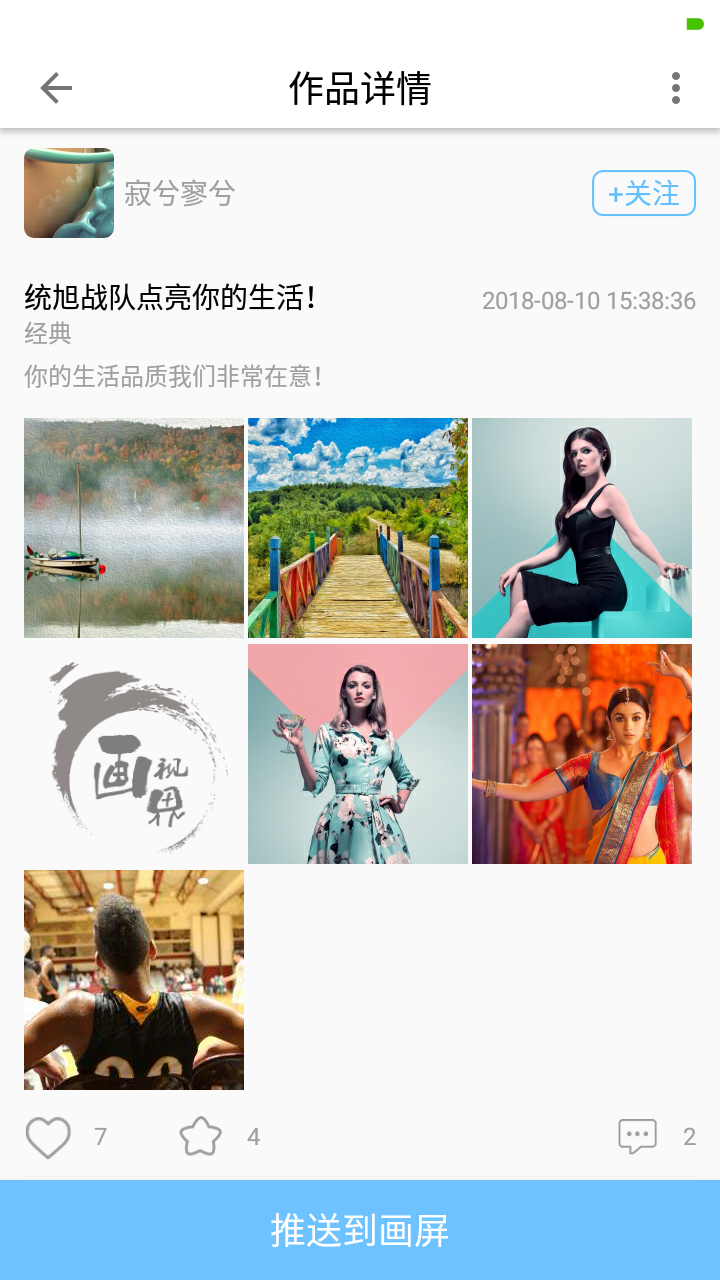 作品详情
寂兮寥兮
+关注
统旭战队点亮你的生活！
2018-08-10 15:38:36
经典
你的生活品质我们非常在意！
画视界
7
4
2
推送到画屏